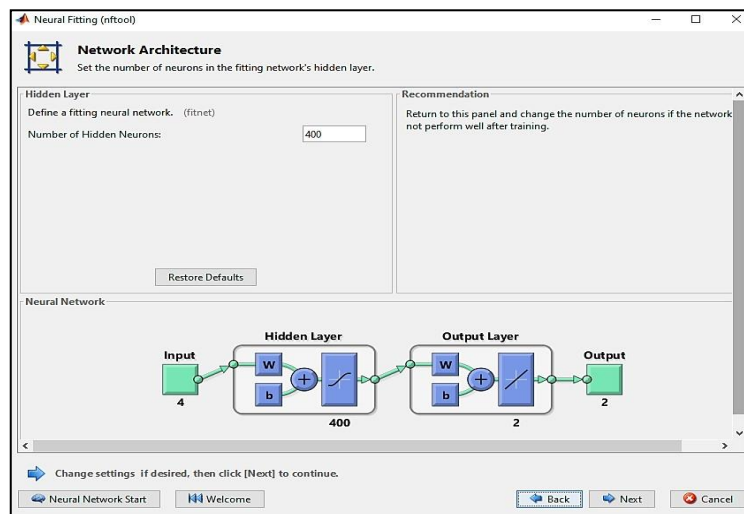 Neural Fitting (nftool)
Network Architecture
Set the number of neurons in the fitting network's hidden layer.
Hidden Layer
Define a fitting neural network. (fitnet)
Number of Hidden Neurons: 400
Restore Defaults
Recommendation
Return to this panel and change the number of neurons if the network
not perform well after training.
Neural Network
Hidden Layer
Output Layer
Input
Output
W
b
W
b
4
400
2
2
Change settings if desired, then click [Next] to continue.
Neural Network Start
Welcome
Back
Next
Cancel